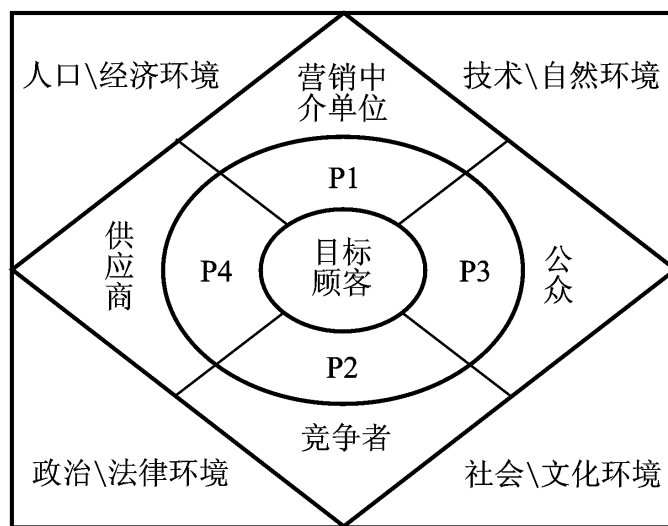 人口\经济环境
营销中
介单位
技术\自然环境
P1
供
应
商
P4
目标
顾客
P3
公
众
P2
竞争者
政治\法律环境
社会\文化环境